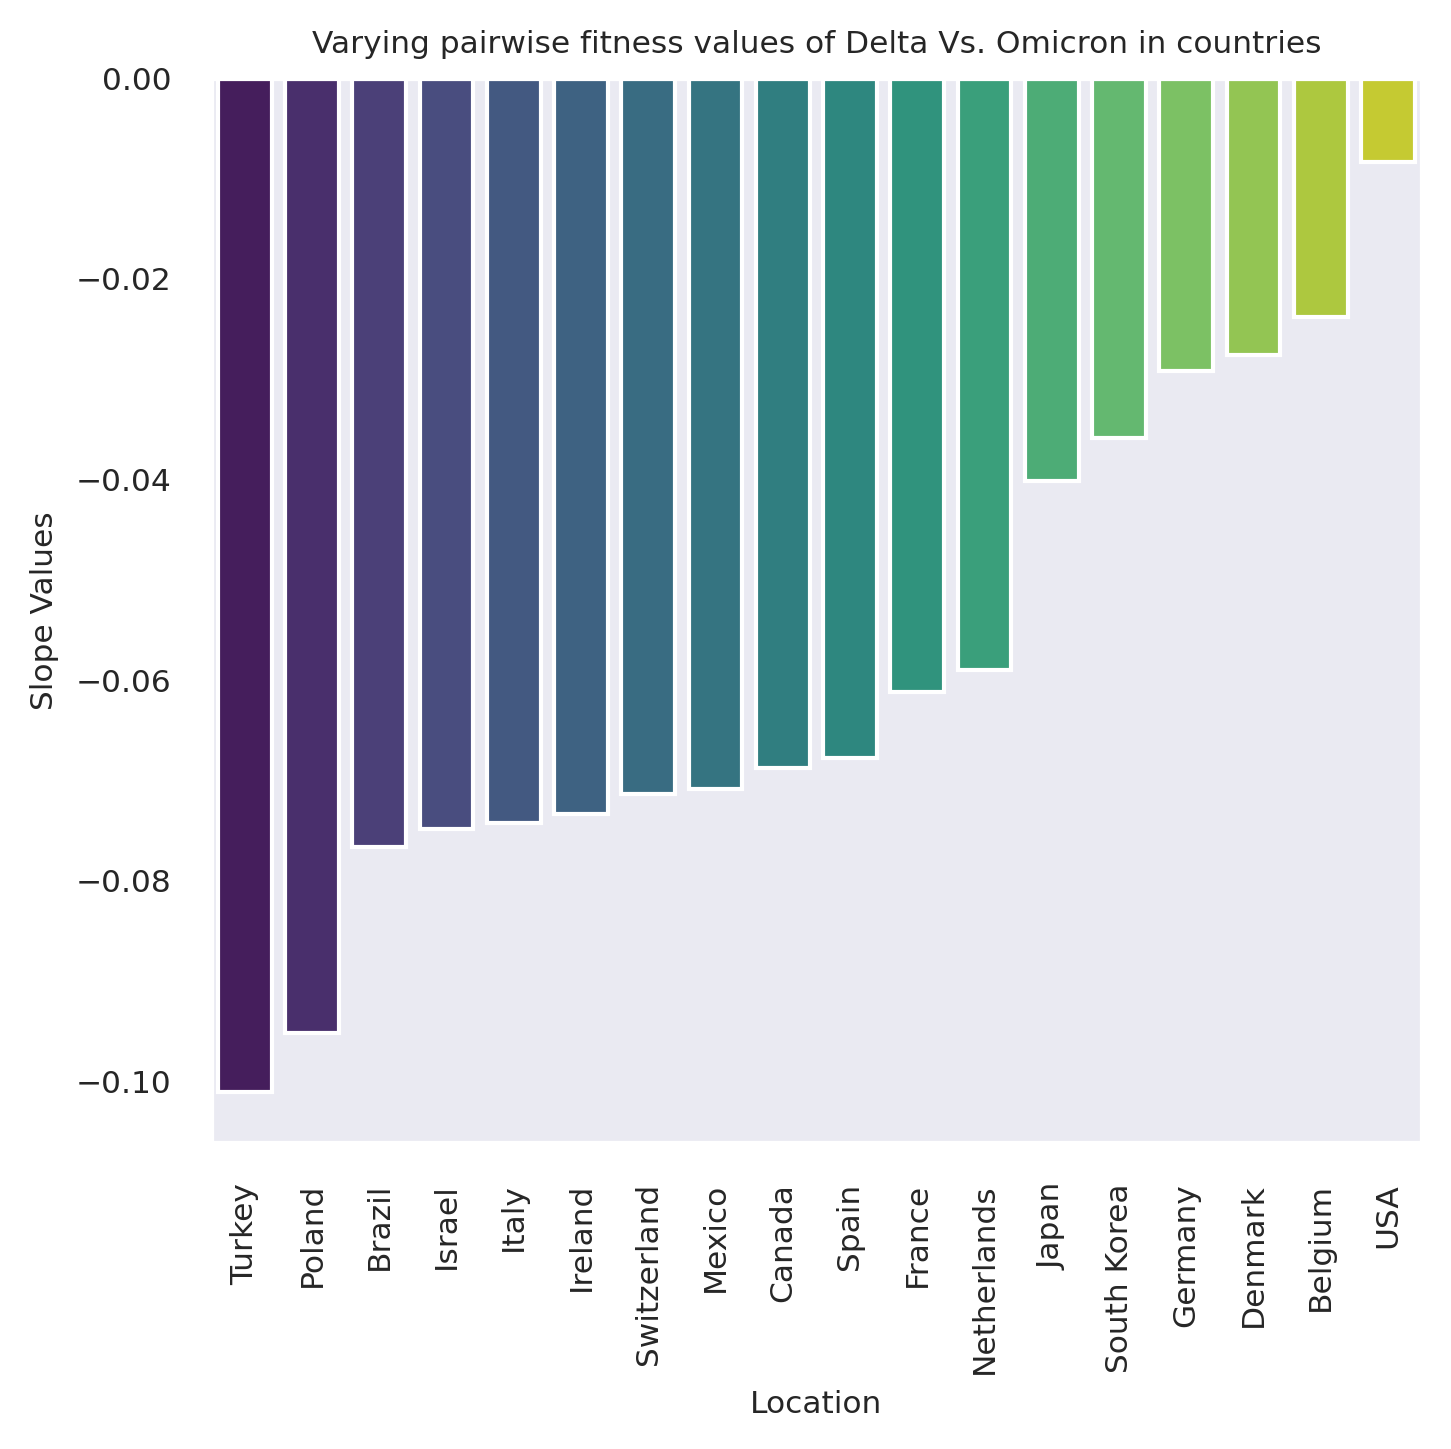 Varying pairwise fitness values of Delta Vs. Omicron in countries
0.00
−0.02
−0.04
−0.06
−0.08
−0.10
Slope Values
Turkey
Poland
Brazil
Israel
Italy
Ireland
Switzerland
Mexico
Canada
Spain
France
Netherlands
Japan
South Korea
Germany
Denmark
Belgium
USA
Location